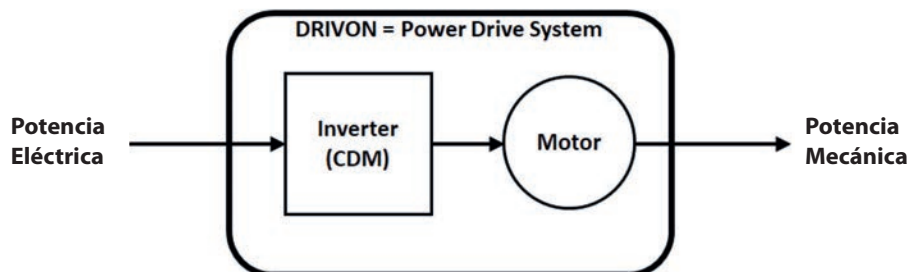 DRIVON = Power Drive System
Potencia
Eléctrica
Inverter
(CDM)
Motor
Potencia
Mecánica